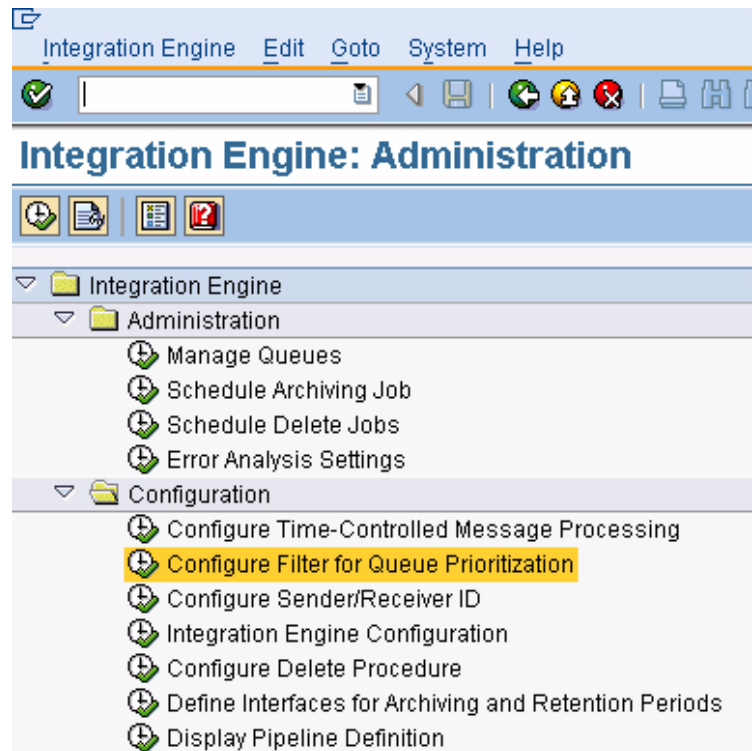 Integration Engine Edit Goto System Help
Integration Engine: Administration
Integration Engine
Administration
Manage Queues
Schedule Archiving Job
Schedule Delete Jobs
Error Analysis Settings
Configuration
Configure Time-Controlled Message Processing
Configure Filter for Queue Prioritization
Configure Sender/Receiver ID
Integration Engine Configuration
Configure Delete Procedure
Define Interfaces for Archiving and Retention Periods
Display Pipeline Definition